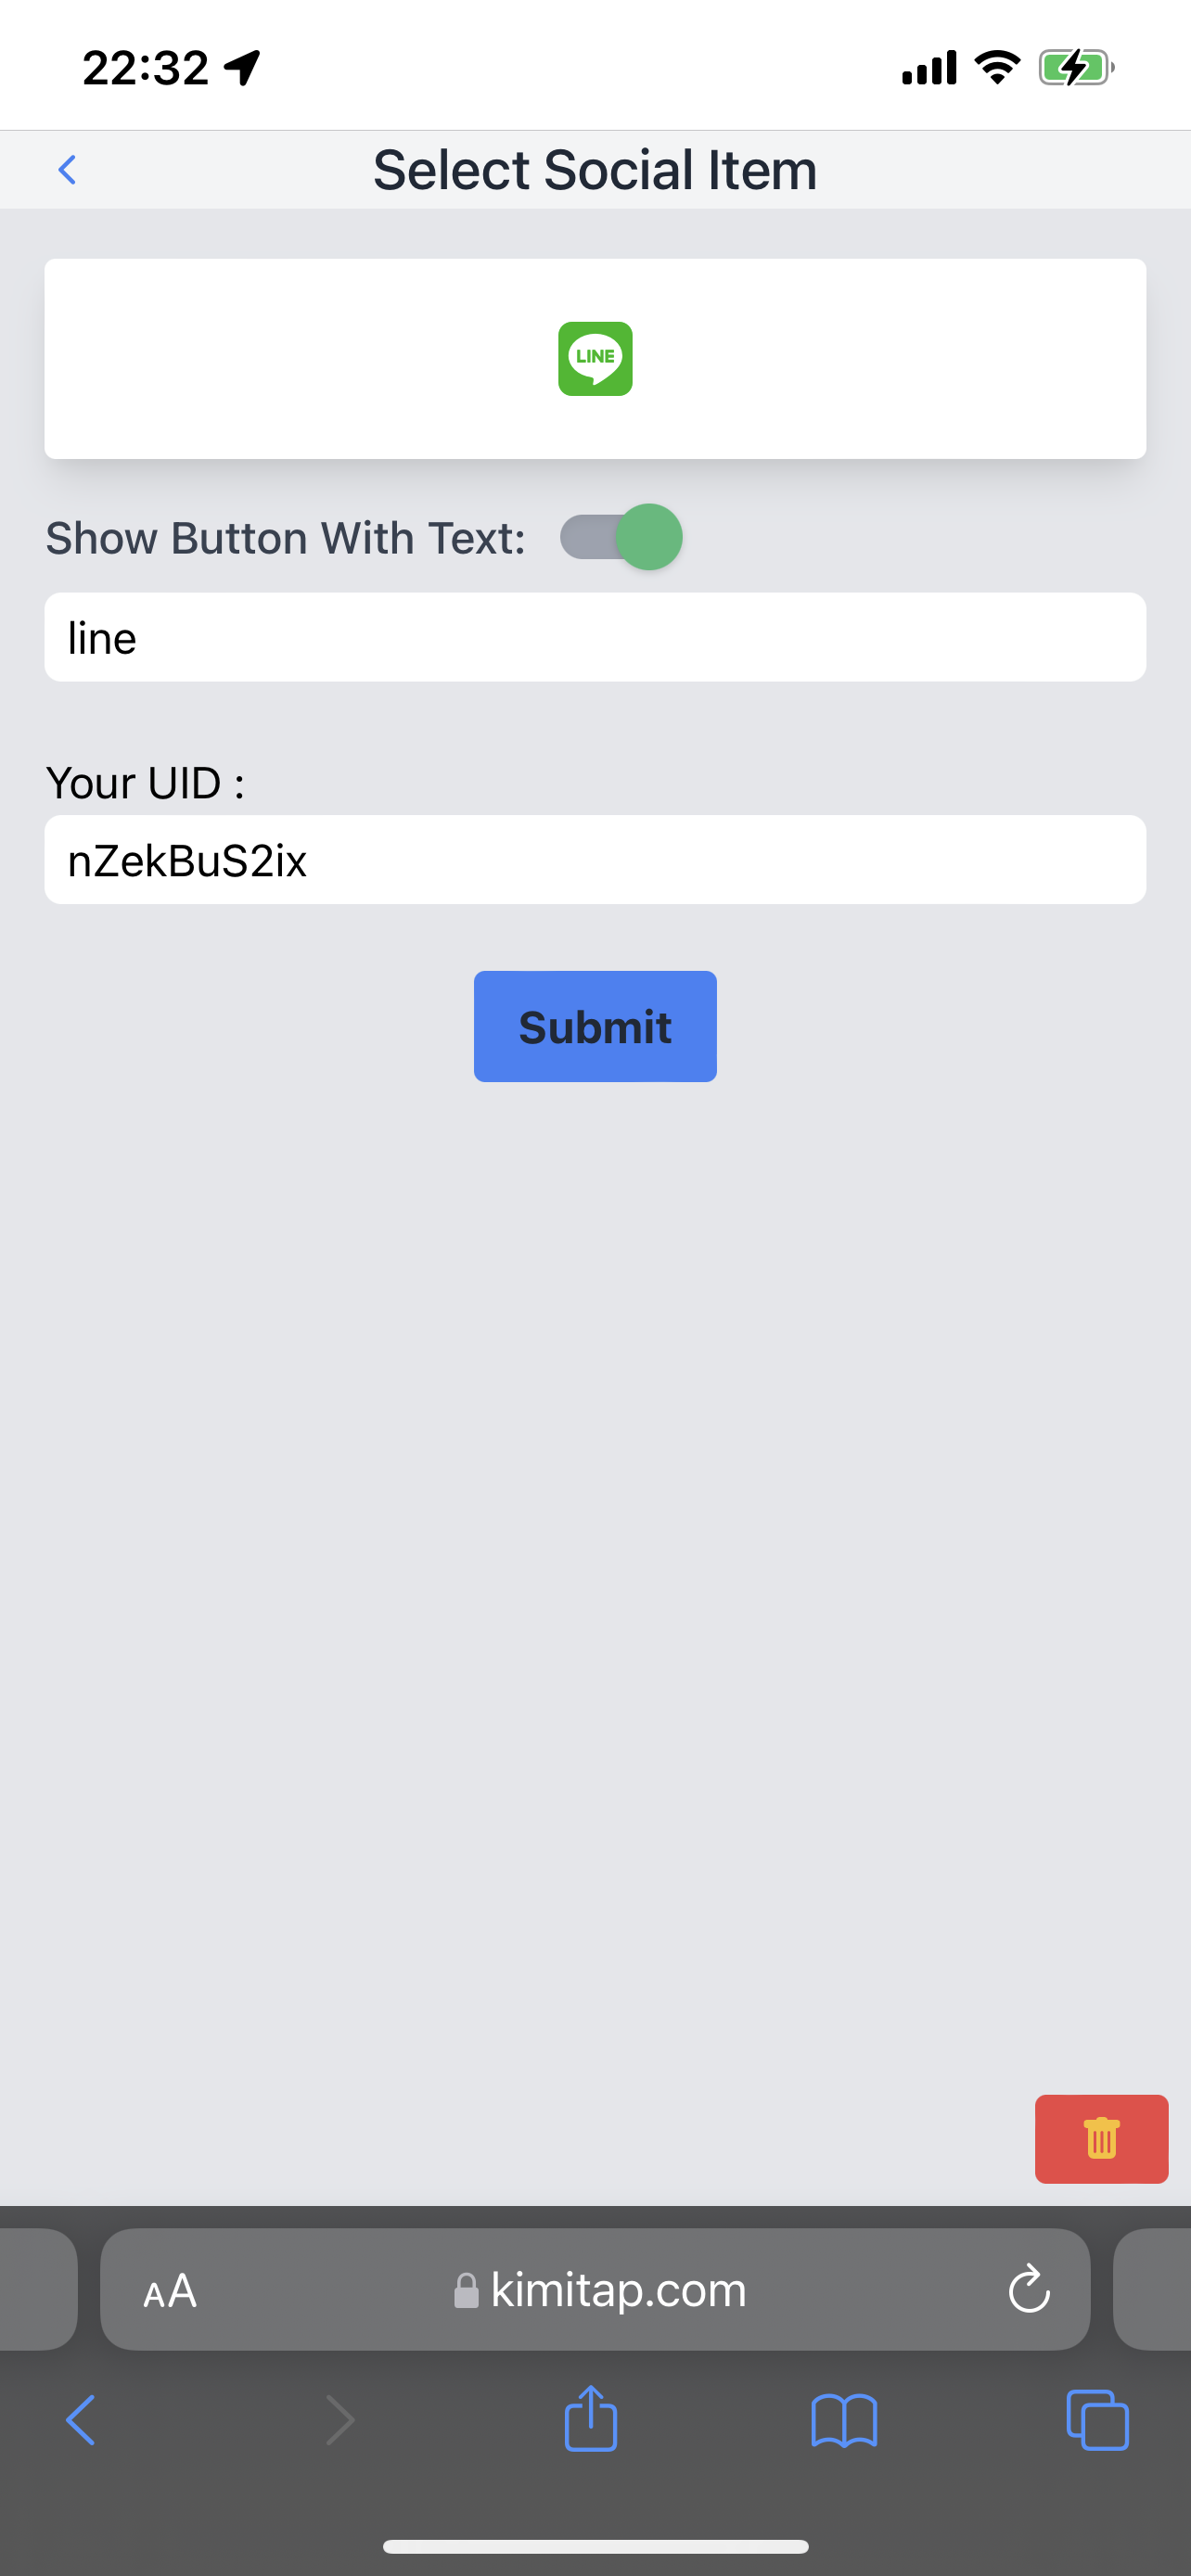 22:32
Select Social Item
LINE
Show Button With Text:
line
Your UID :
nZekBuS2ix
Submit
AA
kimitap.com